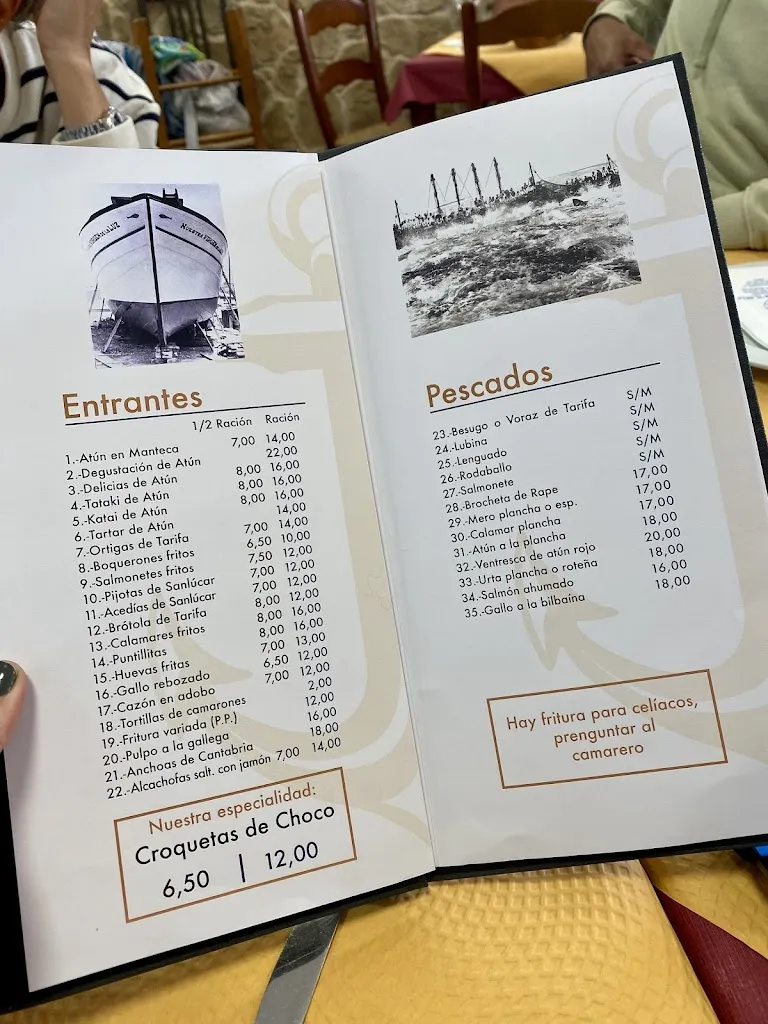 Entrantes
1/2 Ración Ración
1.-Atún en Manteca 7,00 14,00
2.-Degustación de Atún 22,00
3.-Delicias de Atún 8,00 16,00
4.-Tataki de Atún 8,00 16,00
5.-Katai de Atún 8,00 16,00
6.-Tartar de Atún 14,00
7.-Ortigas de Tarifa 7,00 14,00
8.-Boquerones fritos 6,50 10,00
9.-Salmonetes fritos 7,50 12,00
10.-Pijotas de Sanlúcar 7,00 12,00
11.-Acedías de Sanlúcar 7,00 12,00
12.-Brótola de Tarifa 8,00 12,00
13.-Calamares fritos 8,00 16,00
14.-Puntillitas 8,00 16,00
15.-Huevas fritas 7,00 13,00
16.-Gallo rebozado 6,50 12,00
17.-Cazón en adobo 7,00 12,00
18.-Tortillas de camarones 2,00
19.-Fritura variada (P.P.) 12,00
20.-Pulpo a la gallega 16,00
21.-Anchoas de Cantabria 18,00
22.-Alcachofas salt. con jamón 7,00 14,00
Nuestra especialidad:
Croquetas de Choco
6,50 | 12,00
Pescados
23.-Besugo o Voraz de Tarifa S/M
24.-Lubina S/M
25.-Lenguado S/M
26.-Rodaballo S/M
27.-Salmonete S/M
28.-Brocheta de Rape 17,00
29.-Mero plancha o esp. 17,00
30.-Calamar plancha 17,00
31.-Atún a la plancha 18,00
32.-Ventresca de atún rojo 20,00
33.-Urta plancha o roteña 18,00
34.-Salmón ahumado 16,00
35.-Gallo a la bilbaína 18,00
Hay fritura para celíacos,
prenguntar al
camarero